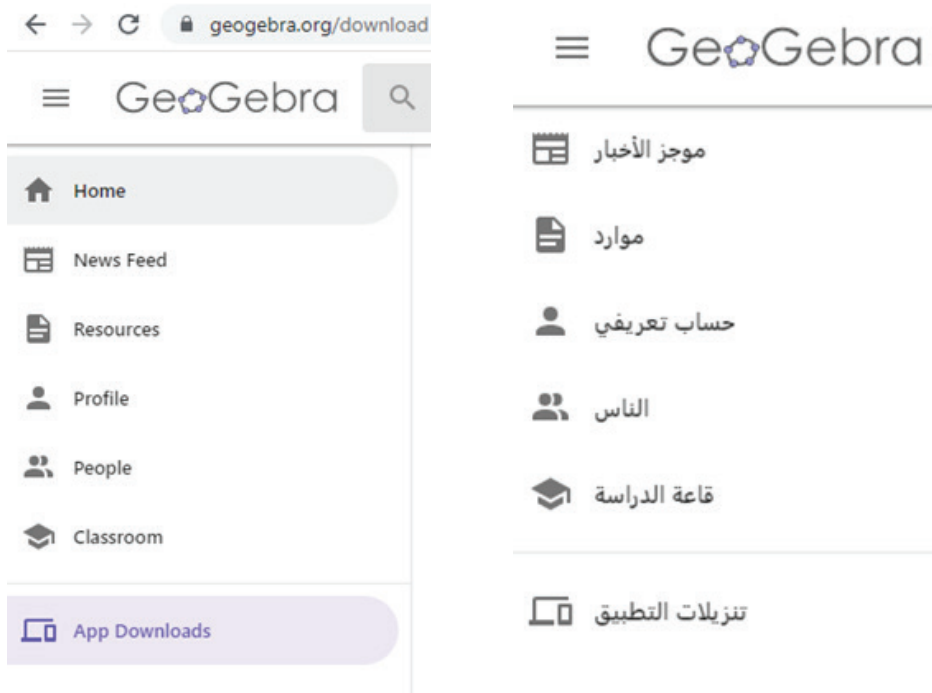 geogebra.org/download
GeoGebra
Home
News Feed
Resources
Profile
People
Classroom
App Downloads
GeoGebra
موجز الأخبار
موارد
حساب تعريفي
الناس
قاعة الدراسة
تنزيلات التطبيق